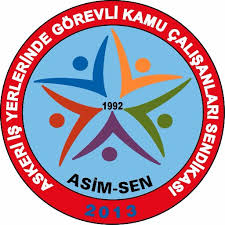 ASKERİ İŞ YERLERİNDE GÖREVLİ KAMU ÇALIŞANLARI SENDİKASI
1992
ASİM-SEN
2013